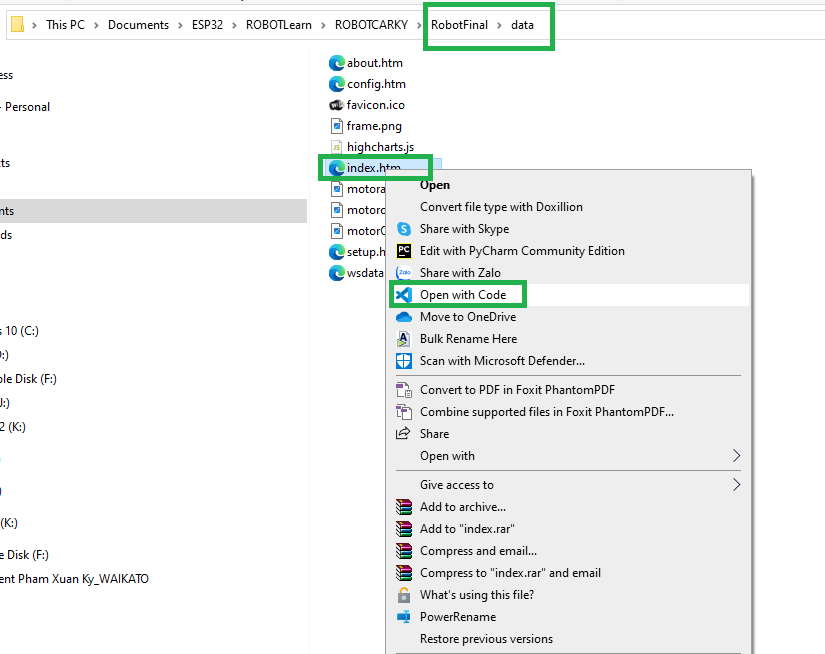 This PC > Documents > ESP32 > ROBOTLearn > ROBOTCARKY > RobotFinal > data
ess
- Personal
ts
nts
ds
s 10 (C:)
):)
ple Disk (F:)
J:)
2 (K:)
)
(K:)
e Disk (F:)
ent Pham Xuan Ky_WAIKATO
about.htm
config.htm
favicon.ico
frame.png
highcharts.js
index.htm
motora
motorc
motorC
setup.h
wsdata
Open
Convert file type with Doxillion
Share with Skype
Edit with PyCharm Community Edition
Share with Zalo
Open with Code
Move to OneDrive
Bulk Rename Here
Scan with Microsoft Defender...
Convert to PDF in Foxit PhantomPDF
Combine supported files in Foxit PhantomPDF...
Share
Open with
Give access to
Add to archive...
Add to "index.rar"
Compress and email...
Compress to "index.rar" and email
What's using this file?
PowerRename
Restore previous versions